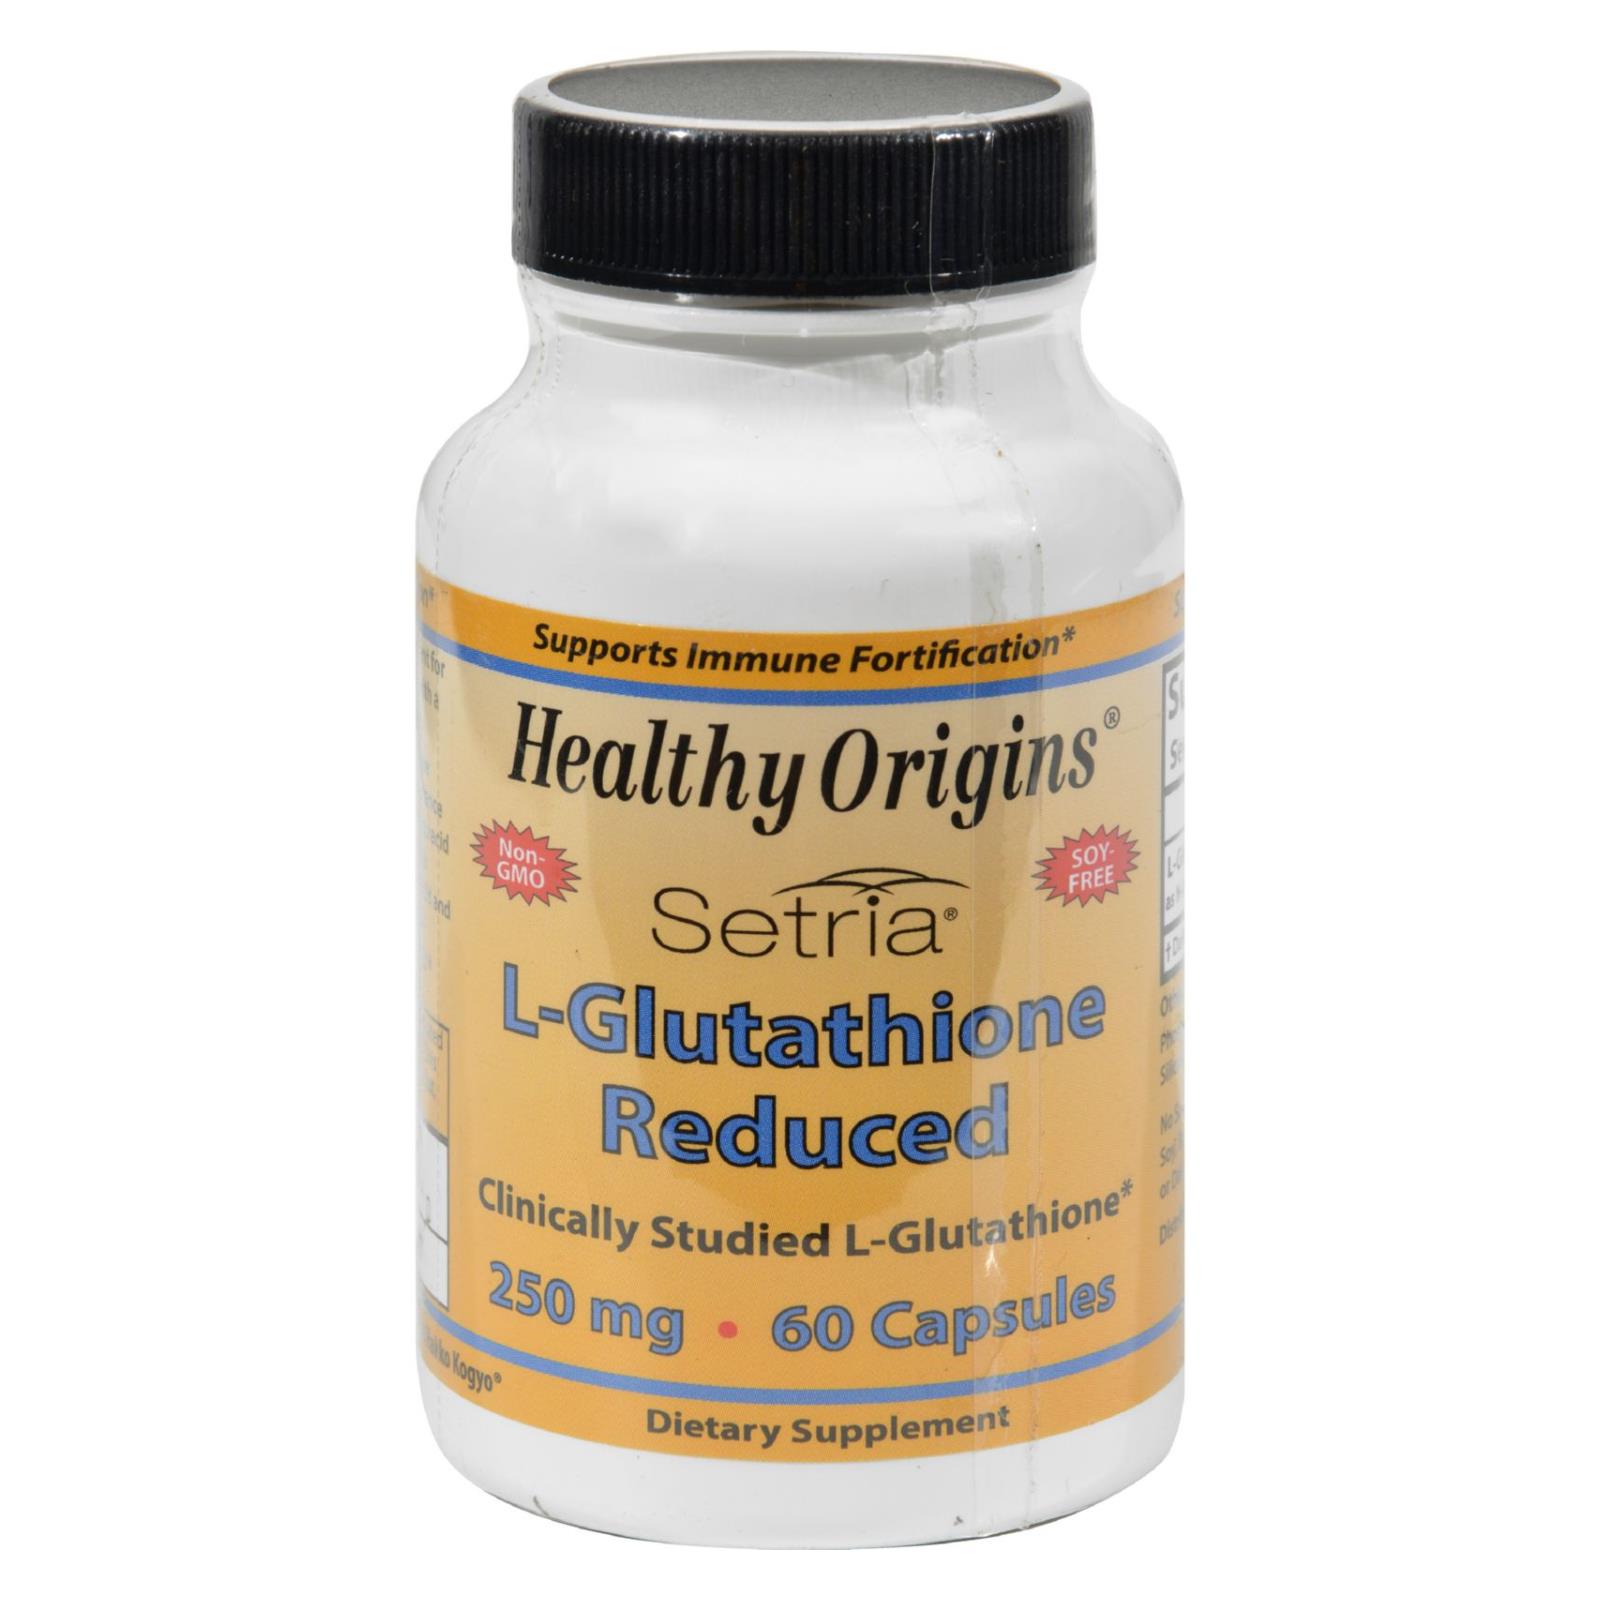 Supports Immune Fortification*
Healthy Origins®
Non-
GMO
SOY-
FREE
Setria®
L-Glutathione
Reduced
Clinically Studied L-Glutathione*
250 mg • 60 Capsules
Dietary Supplement
Kogyo®